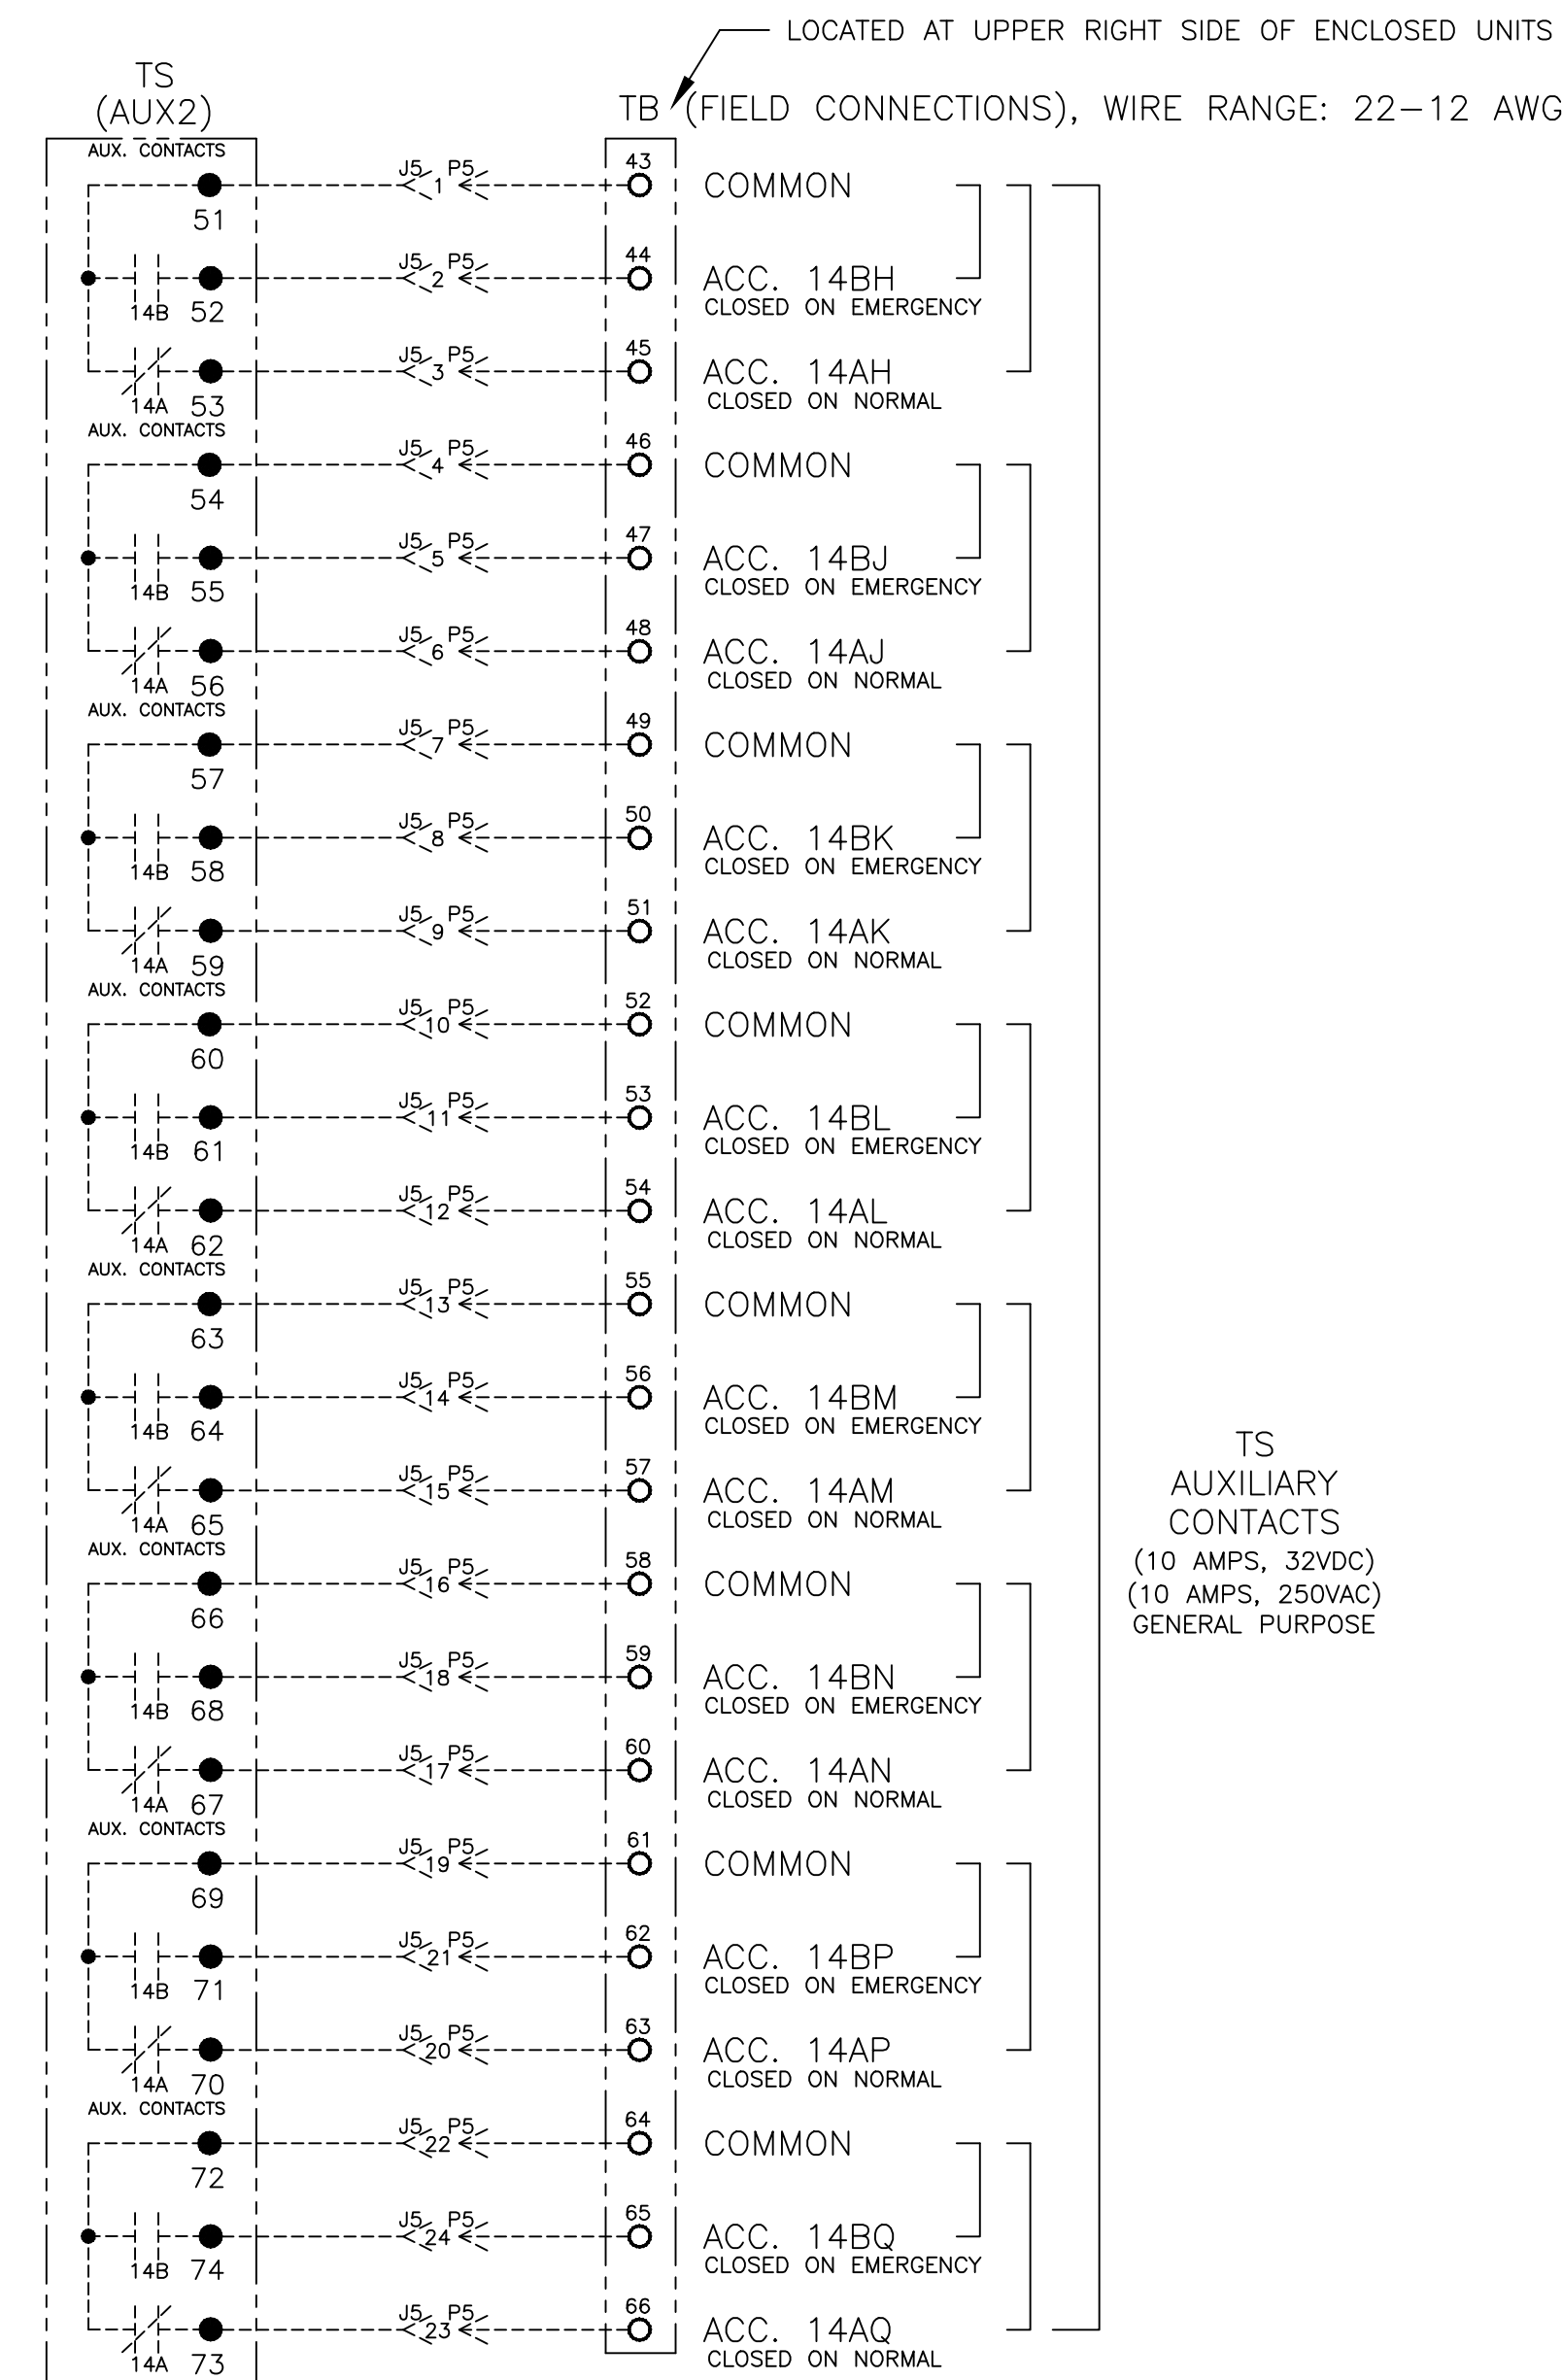 LOCATED AT UPPER RIGHT SIDE OF ENCLOSED UNITS
TS
(AUX2)
TB (FIELD CONNECTIONS), WIRE RANGE: 22-12 AWG
AUX. CONTACTS
J5 1 P5 43 COMMON
51
J5 2 P5 44 ACC. 14BH
14B 52 CLOSED ON EMERGENCY
J5 3 P5 45 ACC. 14AH
14A 53 CLOSED ON NORMAL
AUX. CONTACTS
J5 4 P5 46 COMMON
54
J5 5 P5 47 ACC. 14BJ
14B 55 CLOSED ON EMERGENCY
J5 6 P5 48 ACC. 14AJ
14A 56 CLOSED ON NORMAL
AUX. CONTACTS
J5 7 P5 49 COMMON
57
J5 8 P5 50 ACC. 14BK
14B 58 CLOSED ON EMERGENCY
J5 9 P5 51 ACC. 14AK
14A 59 CLOSED ON NORMAL
AUX. CONTACTS
J5 10 P5 52 COMMON
60
J5 11 P5 53 ACC. 14BL
14B 61 CLOSED ON EMERGENCY
J5 12 P5 54 ACC. 14AL
14A 62 CLOSED ON NORMAL
AUX. CONTACTS
J5 13 P5 55 COMMON
63
J5 14 P5 56 ACC. 14BM
14B 64 CLOSED ON EMERGENCY
J5 15 P5 57 ACC. 14AM
14A 65 CLOSED ON NORMAL
AUX. CONTACTS
J5 16 P5 58 COMMON
66
J5 18 P5 59 ACC. 14BN
14B 68 CLOSED ON EMERGENCY
J5 17 P5 60 ACC. 14AN
14A 67 CLOSED ON NORMAL
AUX. CONTACTS
J5 19 P5 61 COMMON
69
J5 21 P5 62 ACC. 14BP
14B 71 CLOSED ON EMERGENCY
J5 20 P5 63 ACC. 14AP
14A 70 CLOSED ON NORMAL
AUX. CONTACTS
J5 22 P5 64 COMMON
72
J5 24 P5 65 ACC. 14BQ
14B 74 CLOSED ON EMERGENCY
J5 23 P5 66 ACC. 14AQ
14A 73 CLOSED ON NORMAL
TS
AUXILIARY
CONTACTS
(10 AMPS, 32VDC)
(10 AMPS, 250VAC)
GENERAL PURPOSE